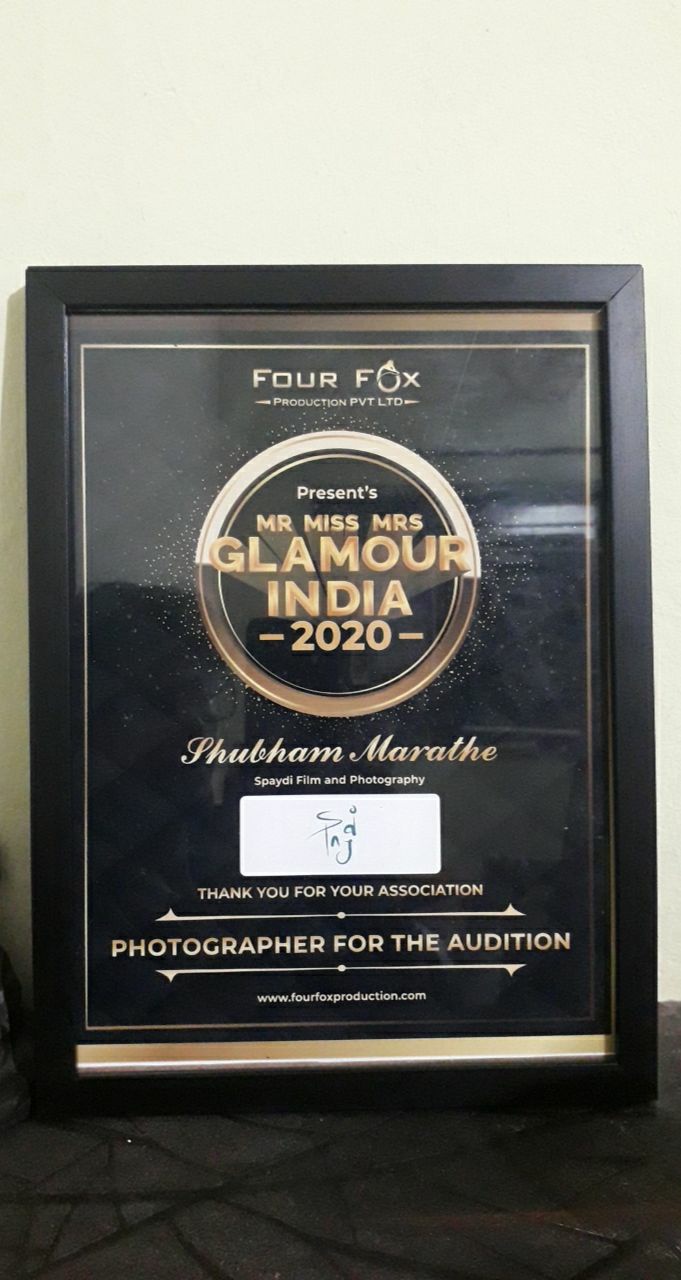 FOUR FOX
PRODUCTION PVT LTD
Present's
MR MISS MRS
GLAMOUR
INDIA
2020
Shubham Marathe
Spaydi Film and Photography
THANK YOU FOR YOUR ASSOCIATION
PHOTOGRAPHER FOR THE AUDITION
www.fourfoxproduction.com